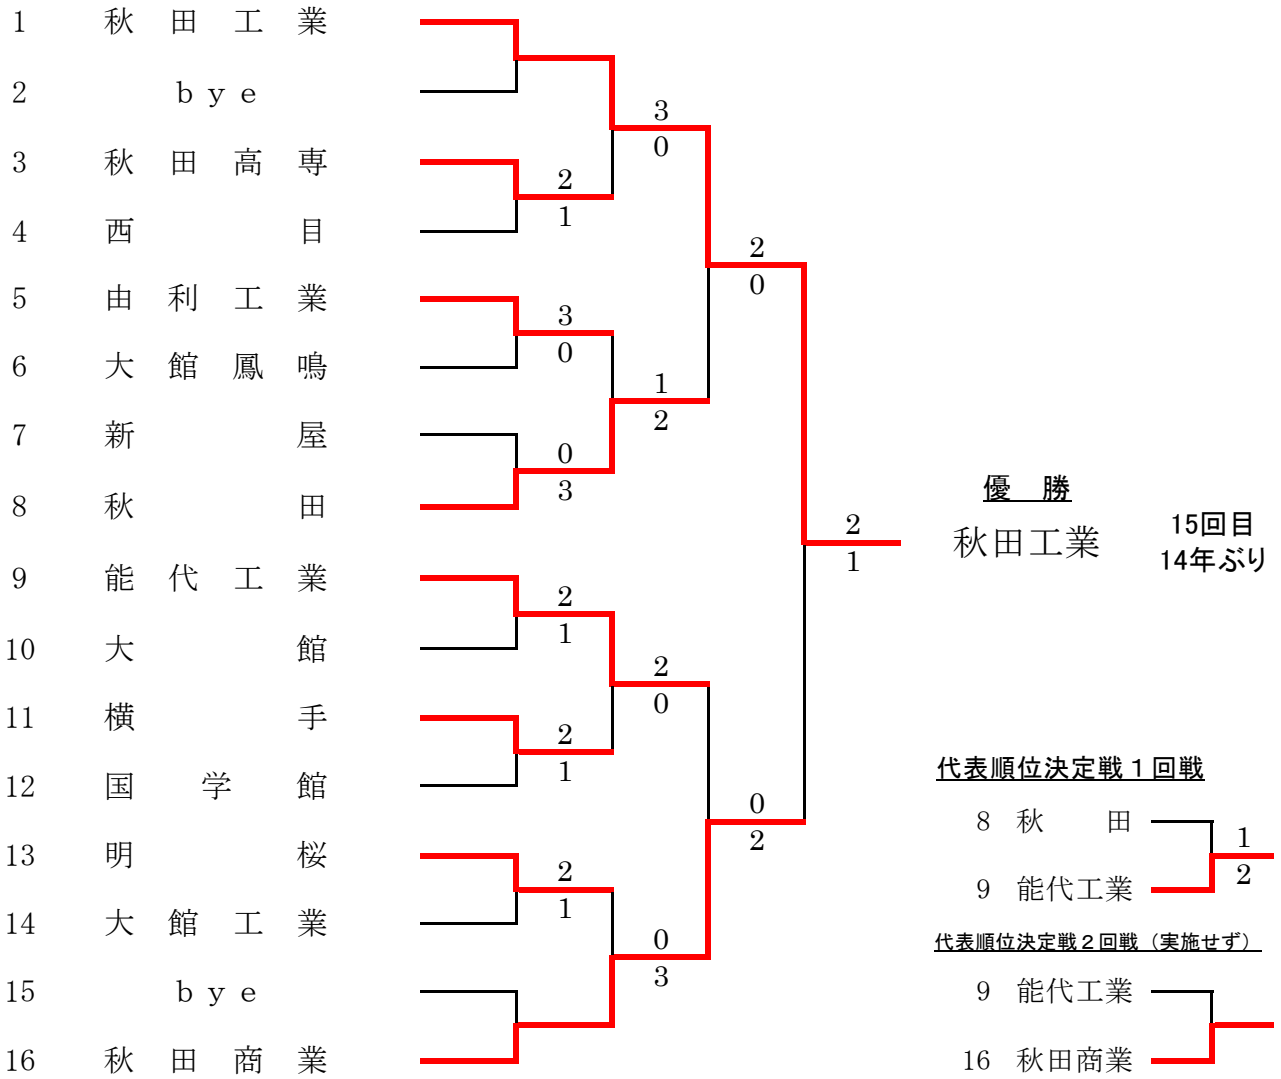 1 秋田工業
2 bye
3 秋田高専
4 西目
5 由利工業
6 大館鳳鳴
7 新屋
8 秋田
9 能代工業
10 大館
11 横手
12 国学館
13 明桜
14 大館工業
15 bye
16 秋田商業
2
1
3
0
0
3
2
1
2
1
2
1
3
0
1
2
2
0
0
3
2
0
0
2
2
1
優 勝
秋田工業
15回目
14年ぶり
代表順位決定戦1回戦
8 秋田
9 能代工業
1
2
代表順位決定戦2回戦(実施せず)
9 能代工業
16 秋田商業